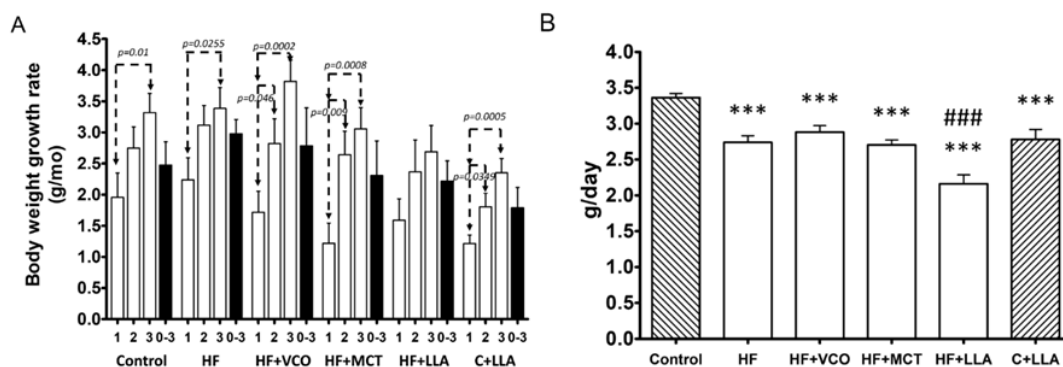 A
Body weight growth rate
(g/mo)
4.5
4.0
3.5
3.0
2.5
2.0
1.5
1.0
0.5
0.0
p=0.01
p=0.0255
p=0.0002
p=0.046
p=0.0008
p=0.009
p=0.0005
p=0.0349
1 2 3 0-3 1 2 3 0-3 1 2 3 0-3 1 2 3 0-3 1 2 3 0-3 1 2 3 0-3
Control HF HF+VCO HF+MCT HF+LLA C+LLA
B
g/day
4.0
3.5
3.0
2.5
2.0
1.5
1.0
0.5
0.0
*** *** *** ### *** ***
Control HF HF+VCO HF+MCT HF+LLA C+LLA